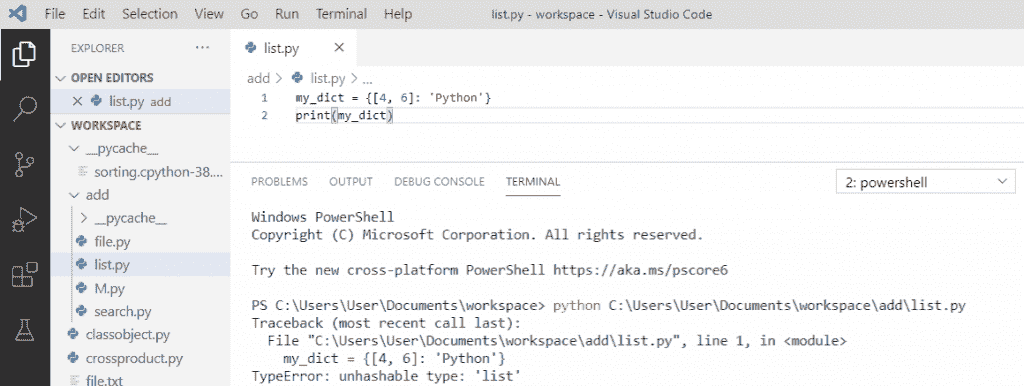 File Edit Selection View Go Run Terminal Help list.py - workspace - Visual Studio Code
EXPLORER ...
OPEN EDITORS
list.py add
WORKSPACE
__pycache__
sorting.cpython-38....
add
__pycache__
file.py
list.py
M.py
search.py
classobject.py
crossproduct.py
file.txt
list.py
add > list.py > ...
1 my_dict = {[4, 6]: 'Python'}
2 print(my_dict)
PROBLEMS OUTPUT DEBUG CONSOLE TERMINAL 2: powershell
Windows PowerShell
Copyright (C) Microsoft Corporation. All rights reserved.
Try the new cross-platform PowerShell https://aka.ms/pscore6
PS C:\Users\User\Documents\workspace> python C:\Users\User\Documents\workspace\add\list.py
Traceback (most recent call last):
File "C:\Users\User\Documents\workspace\add\list.py", line 1, in <module>
my_dict = {[4, 6]: 'Python'}
TypeError: unhashable type: 'list'